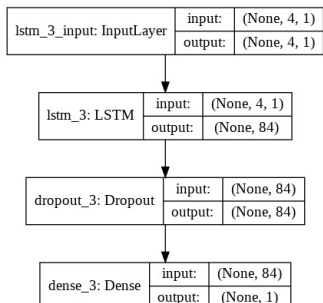 lstm_3_input: InputLayer input: (None, 4, 1)
output: (None, 4, 1)
lstm_3: LSTM input: (None, 4, 1)
output: (None, 84)
dropout_3: Dropout input: (None, 84)
output: (None, 84)
dense_3: Dense input: (None, 84)
output: (None, 1)